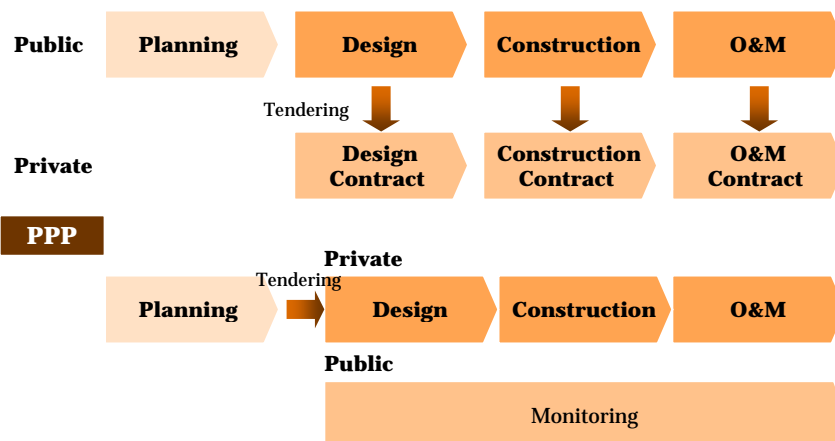 Public
Planning
Design
Construction
O&M
Tendering
Private
Design
Contract
Construction
Contract
O&M
Contract
PPP
Private
Tendering
Planning
Design
Construction
O&M
Public
Monitoring